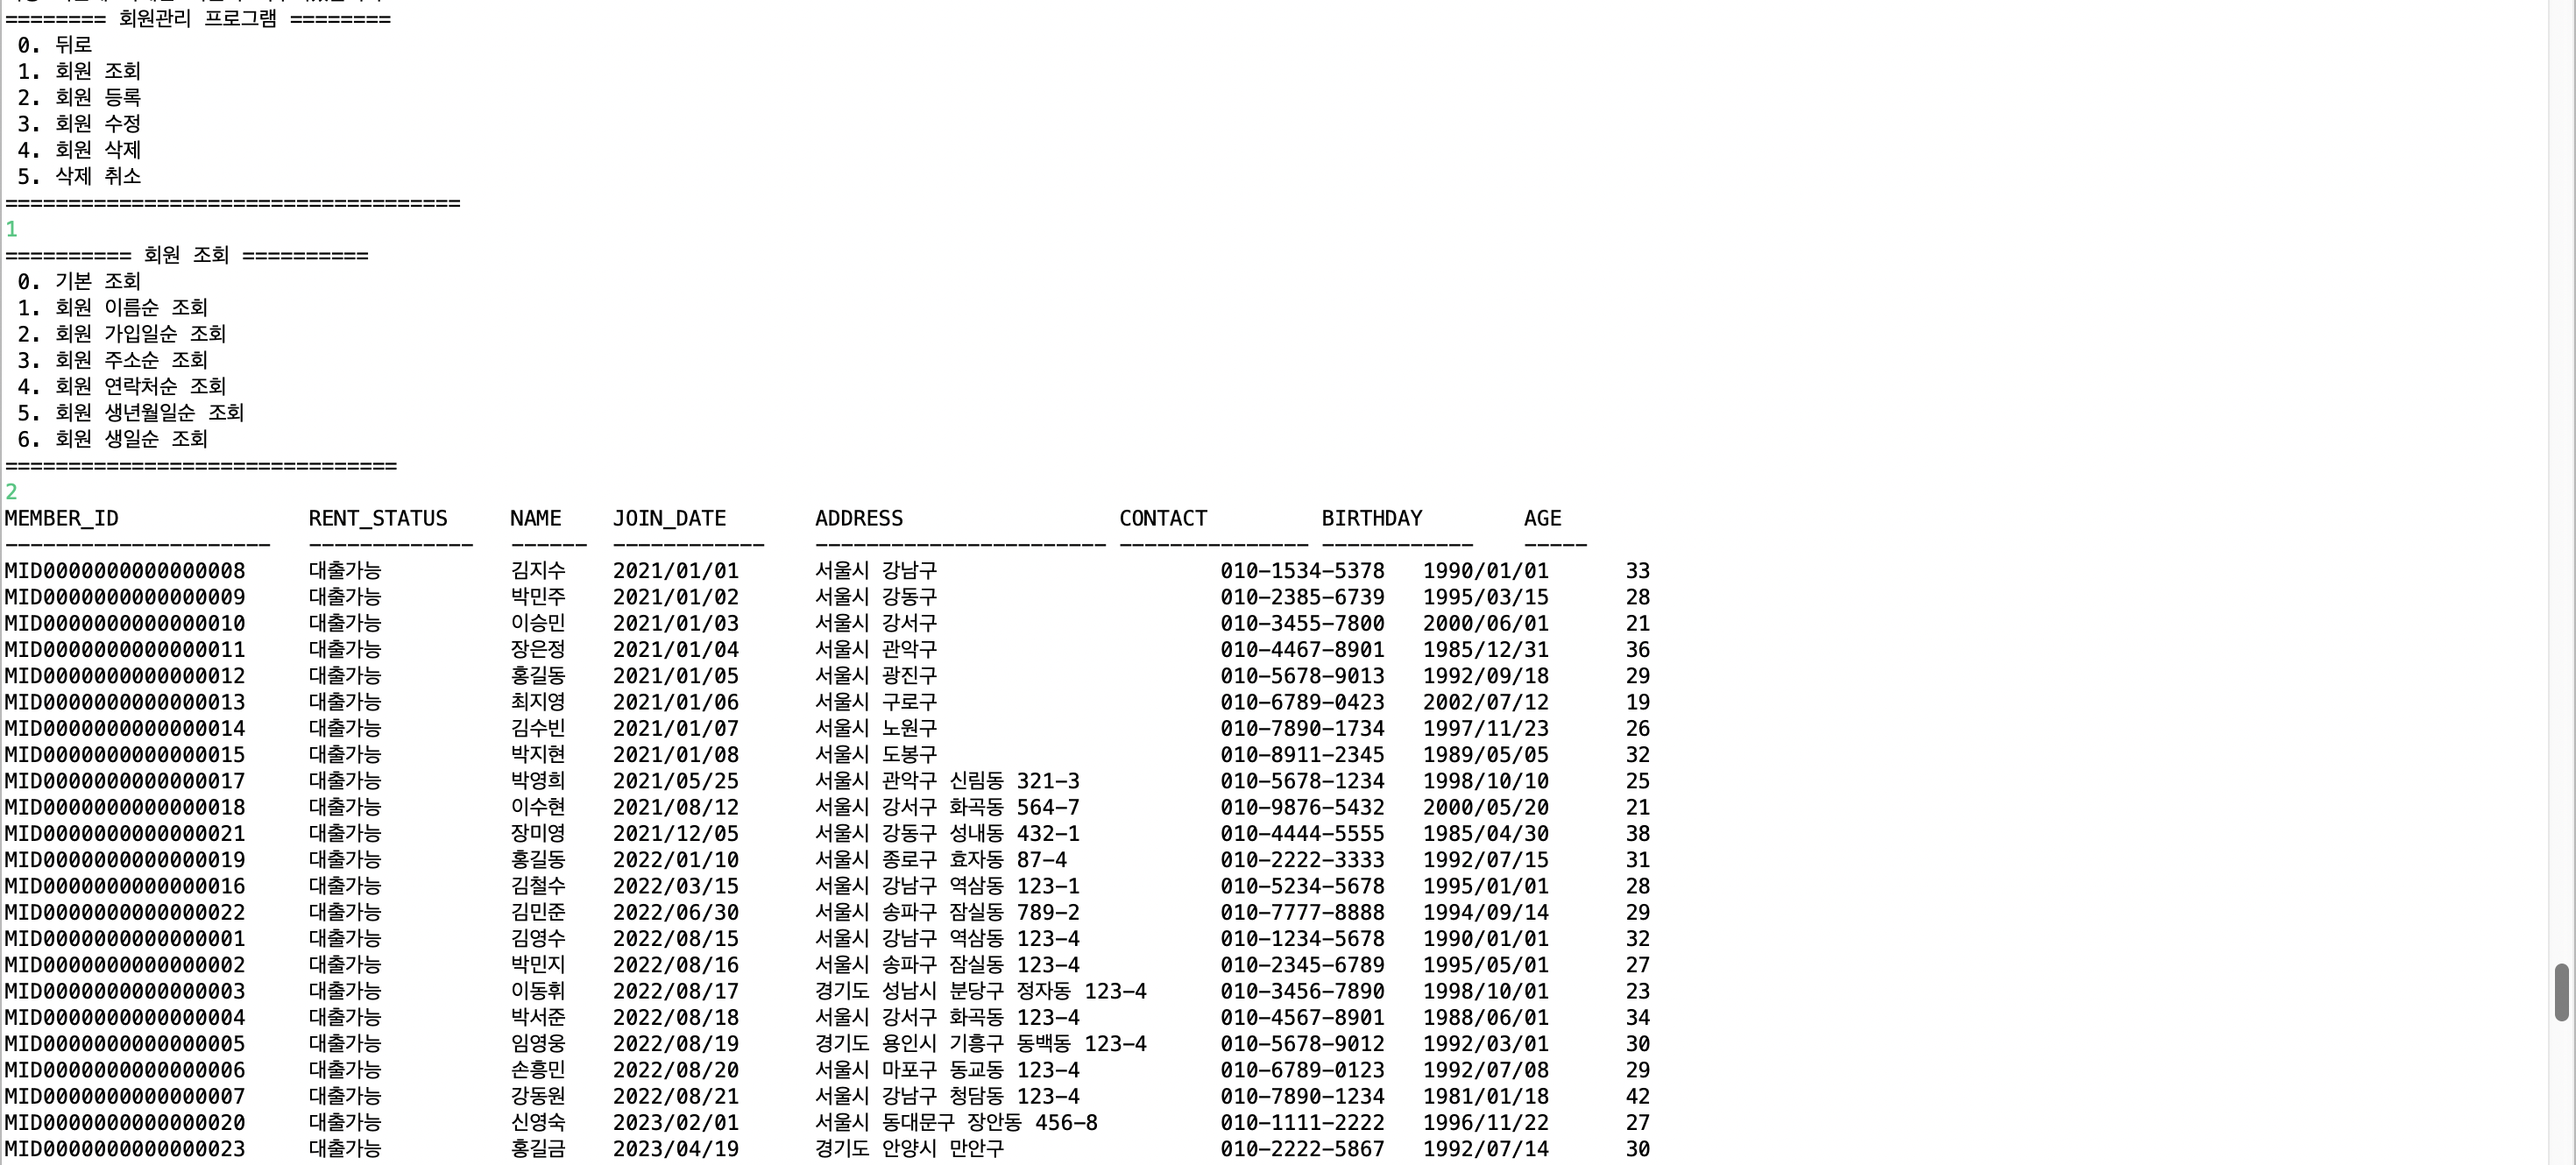 ======== 회원관리 프로그램 ========
0. 뒤로
1. 회원 조회
2. 회원 등록
3. 회원 수정
4. 회원 삭제
5. 삭제 취소
====================================
1
========== 회원 조회 ==========
0. 기본 조회
1. 회원 이름순 조회
2. 회원 가입일순 조회
3. 회원 주소순 조회
4. 회원 연락처순 조회
5. 회원 생년월일순 조회
6. 회원 생일순 조회
===============================
2
MEMBER_ID RENT_STATUS NAME JOIN_DATE ADDRESS CONTACT BIRTHDAY AGE
--------------------- ------------- ------ ------------ ----------------------- --------------- ------------ -----
MID0000000000000008 대출가능 김지수 2021/01/01 서울시 강남구 010-1534-5378 1990/01/01 33
MID0000000000000009 대출가능 박민주 2021/01/02 서울시 강동구 010-2385-6739 1995/03/15 28
MID0000000000000010 대출가능 이승민 2021/01/03 서울시 강서구 010-3455-7800 2000/06/01 21
MID0000000000000011 대출가능 장은정 2021/01/04 서울시 관악구 010-4467-8901 1985/12/31 36
MID0000000000000012 대출가능 홍길동 2021/01/05 서울시 광진구 010-5678-9013 1992/09/18 29
MID0000000000000013 대출가능 최지영 2021/01/06 서울시 구로구 010-6789-0423 2002/07/12 19
MID0000000000000014 대출가능 김수빈 2021/01/07 서울시 노원구 010-7890-1734 1997/11/23 26
MID0000000000000015 대출가능 박지현 2021/01/08 서울시 도봉구 010-8911-2345 1989/05/05 32
MID0000000000000017 대출가능 박영희 2021/05/25 서울시 관악구 신림동 321-3 010-5678-1234 1998/10/10 25
MID0000000000000018 대출가능 이수현 2021/08/12 서울시 강서구 화곡동 564-7 010-9876-5432 2000/05/20 21
MID0000000000000021 대출가능 장미영 2021/12/05 서울시 강동구 성내동 432-1 010-4444-5555 1985/04/30 38
MID0000000000000019 대출가능 홍길동 2022/01/10 서울시 종로구 효자동 87-4 010-2222-3333 1992/07/15 31
MID0000000000000016 대출가능 김철수 2022/03/15 서울시 강남구 역삼동 123-1 010-5234-5678 1995/01/01 28
MID0000000000000022 대출가능 김민준 2022/06/30 서울시 송파구 잠실동 789-2 010-7777-8888 1994/09/14 29
MID0000000000000001 대출가능 김영수 2022/08/15 서울시 강남구 역삼동 123-4 010-1234-5678 1990/01/01 32
MID0000000000000002 대출가능 박민지 2022/08/16 서울시 송파구 잠실동 123-4 010-2345-6789 1995/05/01 27
MID0000000000000003 대출가능 이동휘 2022/08/17 경기도 성남시 분당구 정자동 123-4 010-3456-7890 1998/10/01 23
MID0000000000000004 대출가능 박서준 2022/08/18 서울시 강서구 화곡동 123-4 010-4567-8901 1988/06/01 34
MID0000000000000005 대출가능 임영웅 2022/08/19 경기도 용인시 기흥구 동백동 123-4 010-5678-9012 1992/03/01 30
MID0000000000000006 대출가능 손흥민 2022/08/20 서울시 마포구 동교동 123-4 010-6789-0123 1992/07/08 29
MID0000000000000007 대출가능 강동원 2022/08/21 서울시 강남구 청담동 123-4 010-7890-1234 1981/01/18 42
MID0000000000000020 대출가능 신영숙 2023/02/01 서울시 동대문구 장안동 456-8 010-1111-2222 1996/11/22 27
MID0000000000000023 대출가능 홍길금 2023/04/19 경기도 안양시 만안구 010-2222-5867 1992/07/14 30